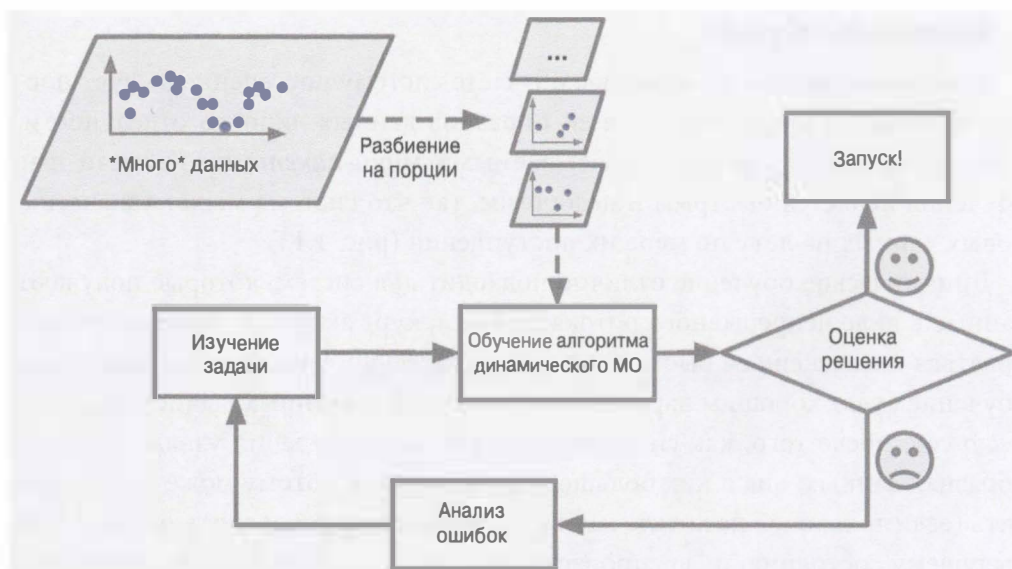 ...
*Много* данных
Разбиение
на порции
Запуск!
Изучение
задачи
Обучение алгоритма
динамического МО
Оценка
решения
Анализ
ошибок